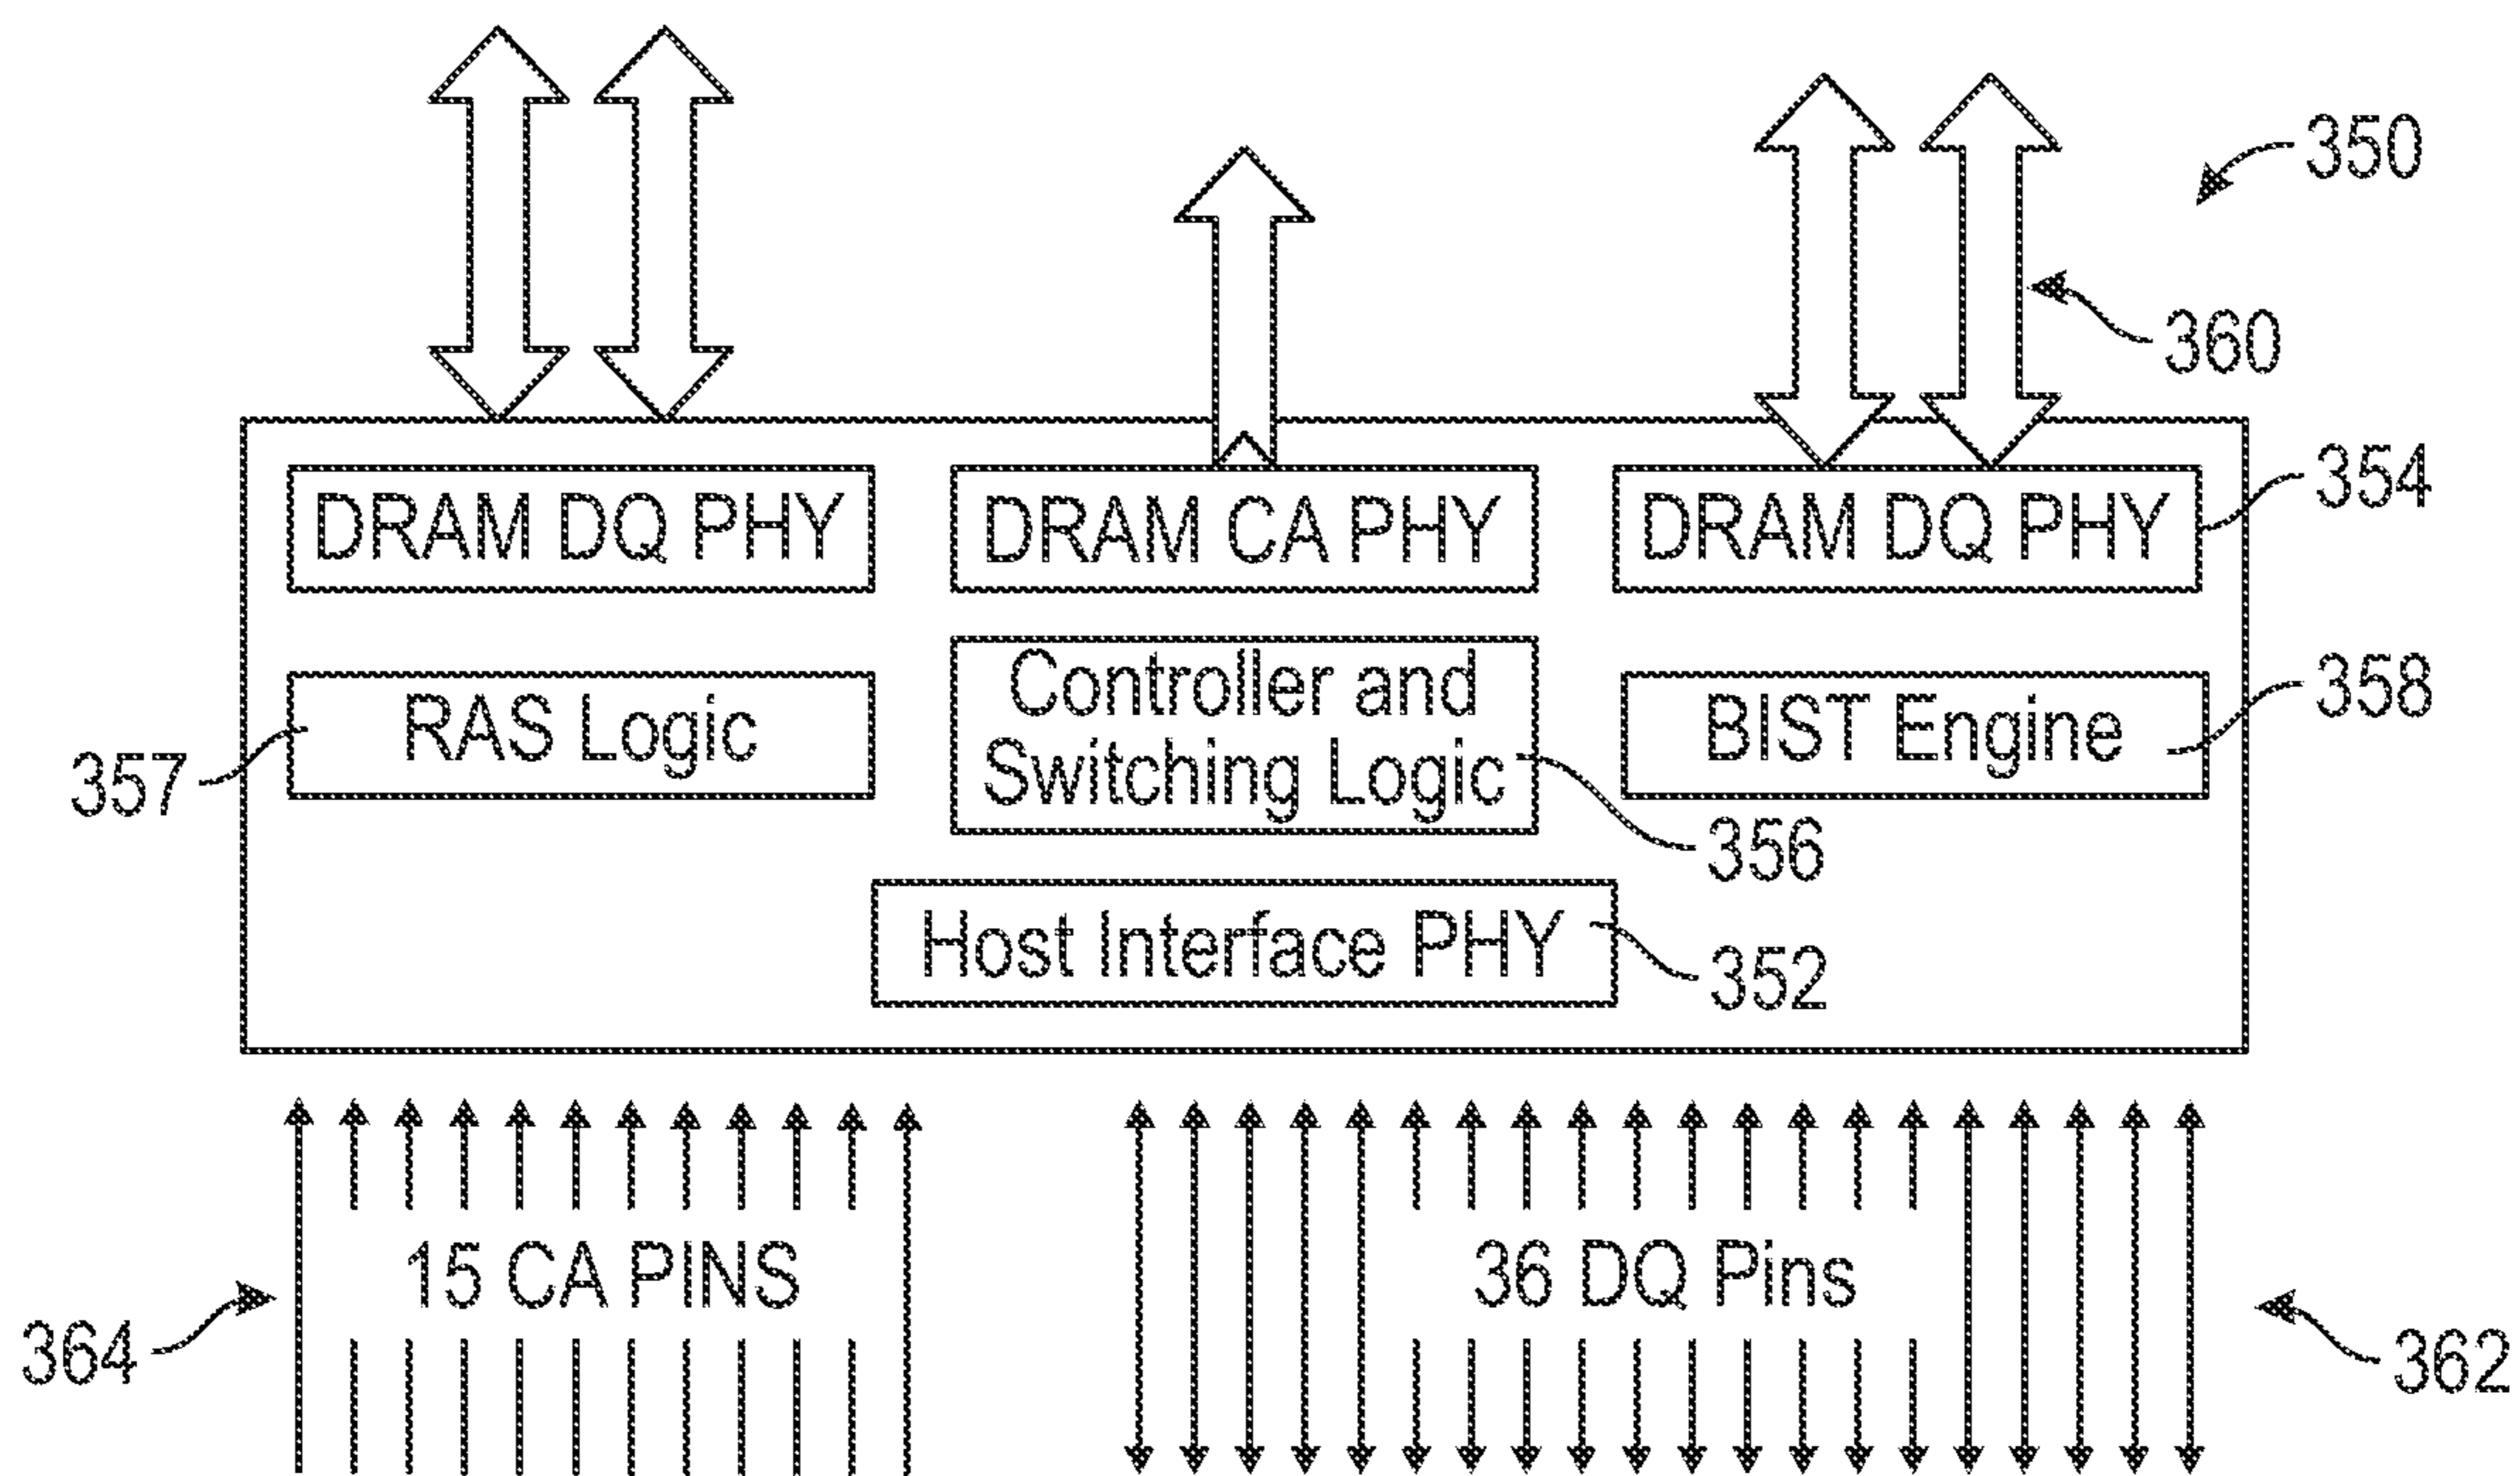 350
360
DRAM DQ PHY
DRAM CA PHY
DRAM DQ PHY
354
RAS Logic
Controller and
Switching Logic
BIST Engine
358
357
356
Host Interface PHY
352
15 CA PINS
36 DQ Pins
364
362